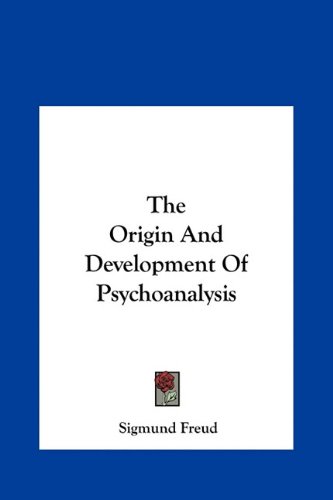 The
Origin And
Development Of
Psychoanalysis
Sigmund Freud